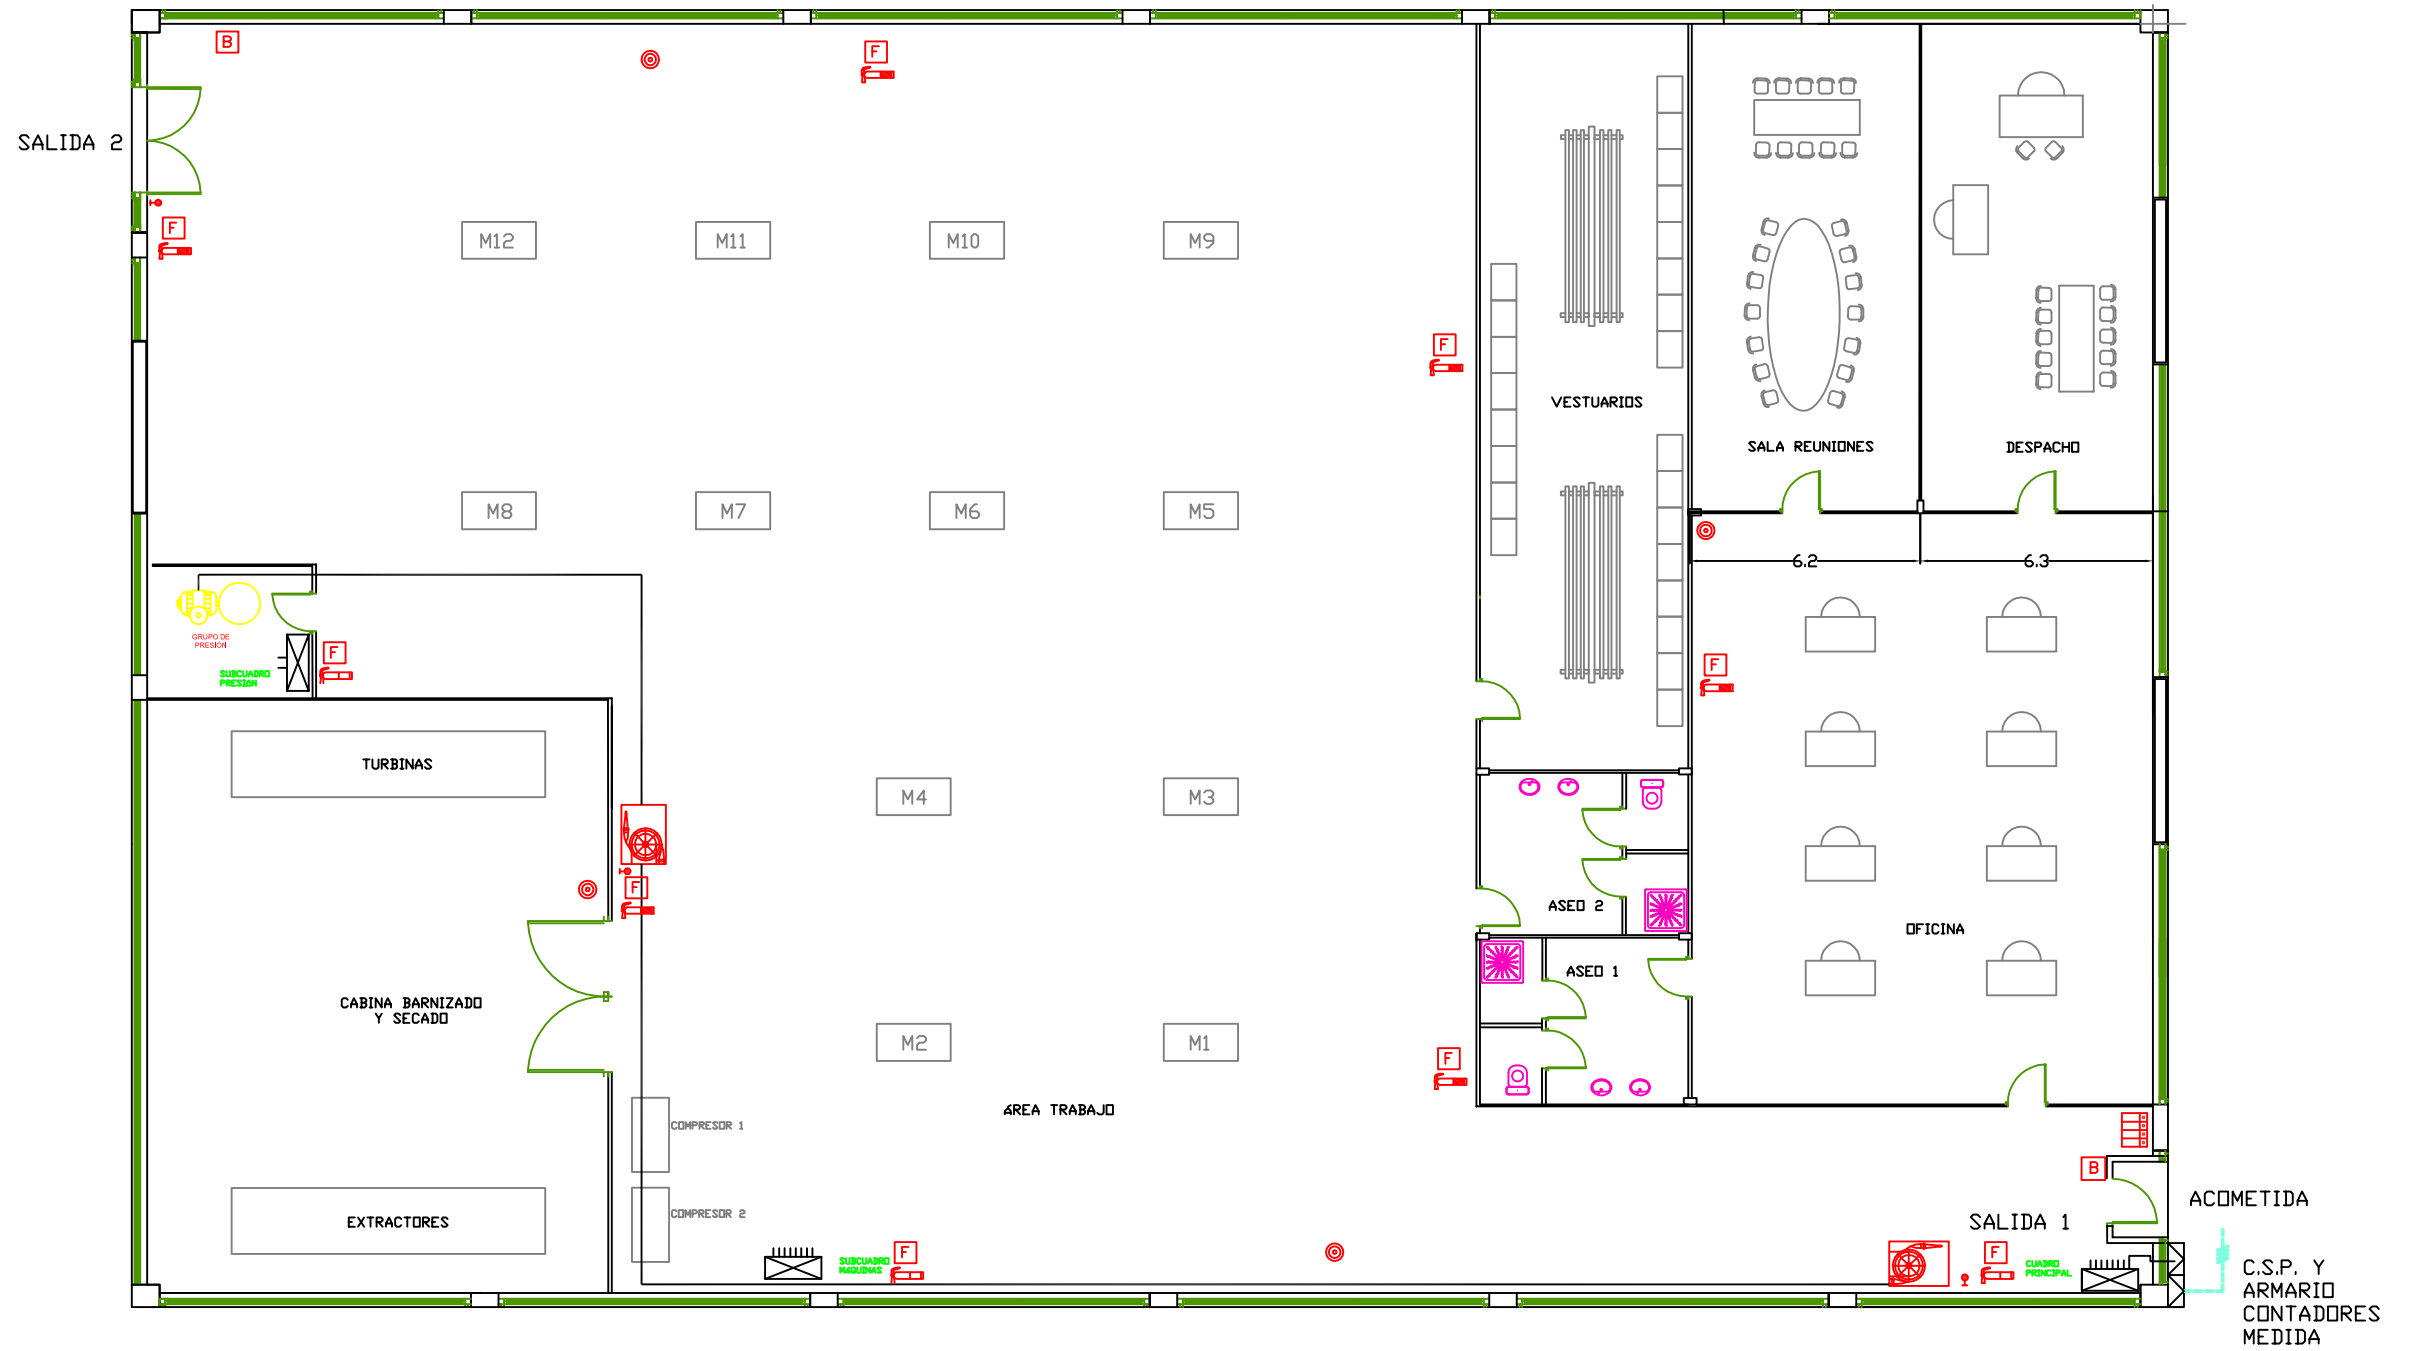 B
F
SALIDA 2
F
M12
M11
M10
M9
F
VESTUARIOS
SALA REUNIONES
DESPACHO
M8
M7
M6
M5
6.2
6.3
GRUPO DE
PRESIÓN
F
SUBCUADRO
F
TURBINAS
M4
M3
F
ASEO 2
OFICINA
ASEO 1
CABINA BARNIZADO
Y SECADO
M2
M1
F
ÁREA TRABAJO
COMPRESOR 1
B
ACOMETIDA
COMPRESOR 2
EXTRACTORES
SALIDA 1
F
F
SUBCUADRO
MAQUINAS
CUADRO
PRINCIPAL
C.S.P. Y
ARMARIO
CONTADORES
MEDIDA